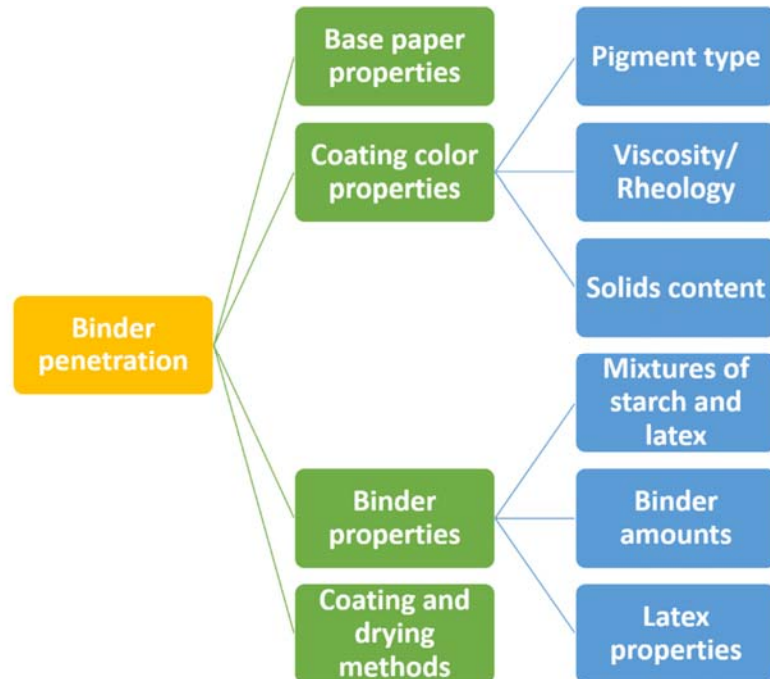 Base paper
properties
Pigment type
Coating color
properties
Viscosity/
Rheology
Solids content
Binder
penetration
Mixtures of
starch and
latex
Binder
properties
Binder
amounts
Coating and
drying
methods
Latex
properties